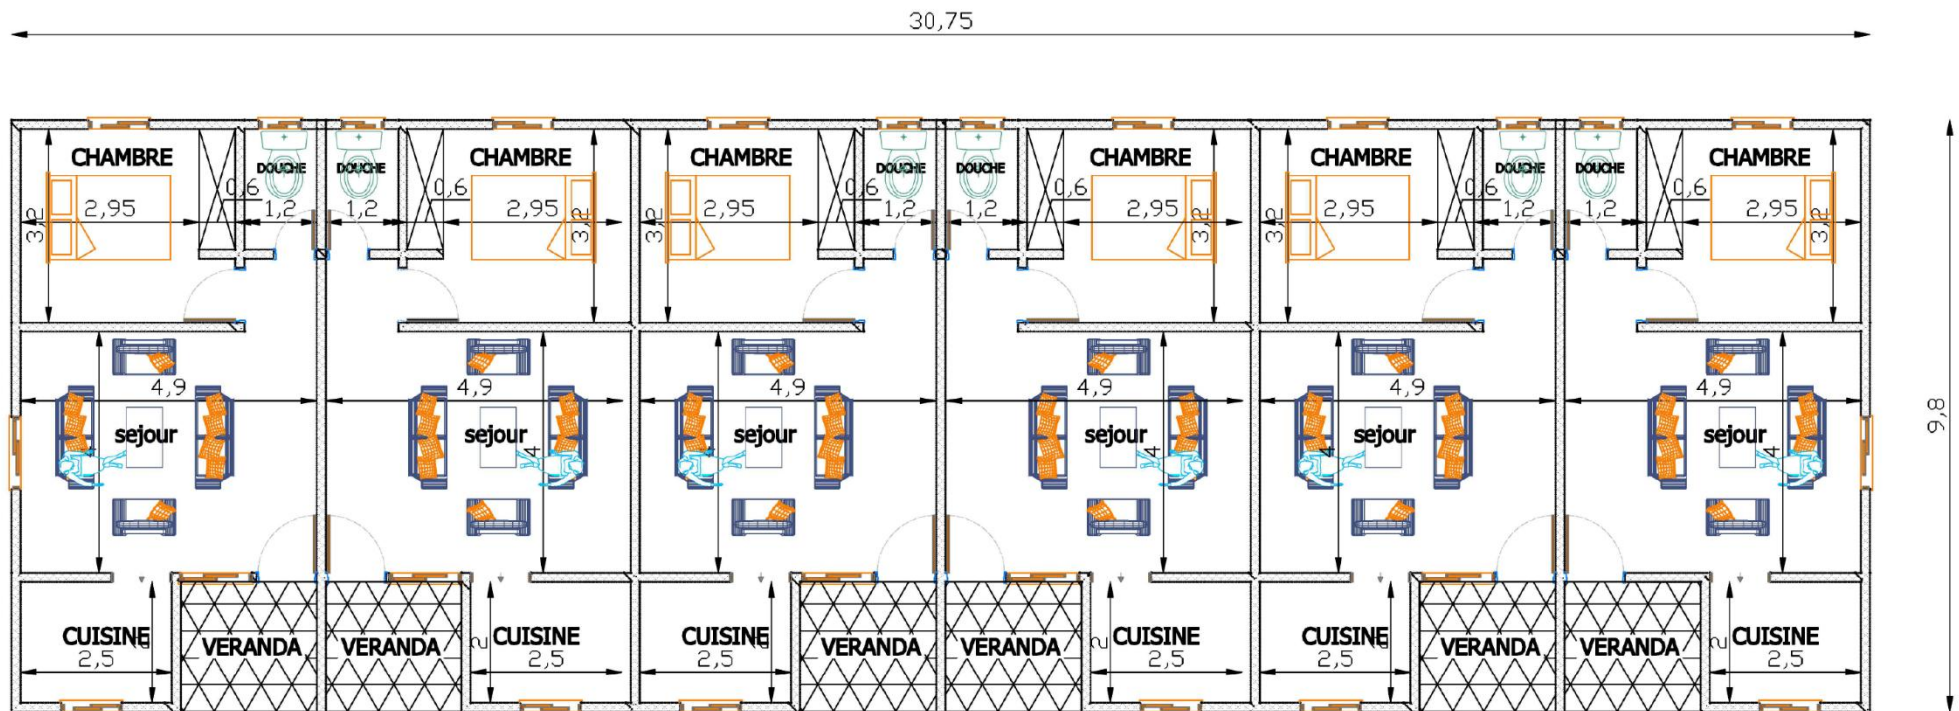 30,75
CHAMBRE DOUCHE DOUCHE CHAMBRE CHAMBRE DOUCHE DOUCHE CHAMBRE CHAMBRE DOUCHE DOUCHE CHAMBRE
0,6 0,6 0,6 0,6 0,6 0,6
2,95 1,2 1,2 2,95 2,95 1,2 1,2 2,95 2,95 1,2 1,2 2,95
3,2 3,2 3,2 3,2 3,2 3,2
4,9 4,9 4,9 4,9 4,9 4,9
9,8
sejour sejour sejour sejour sejour sejour
4 4 4 4 4 4
CUISINE VERANDA VERANDA CUISINE CUISINE VERANDA VERANDA CUISINE CUISINE VERANDA VERANDA CUISINE
2 2 2 2 2 2
2,5 2,5 2,5 2,5 2,5 2,5